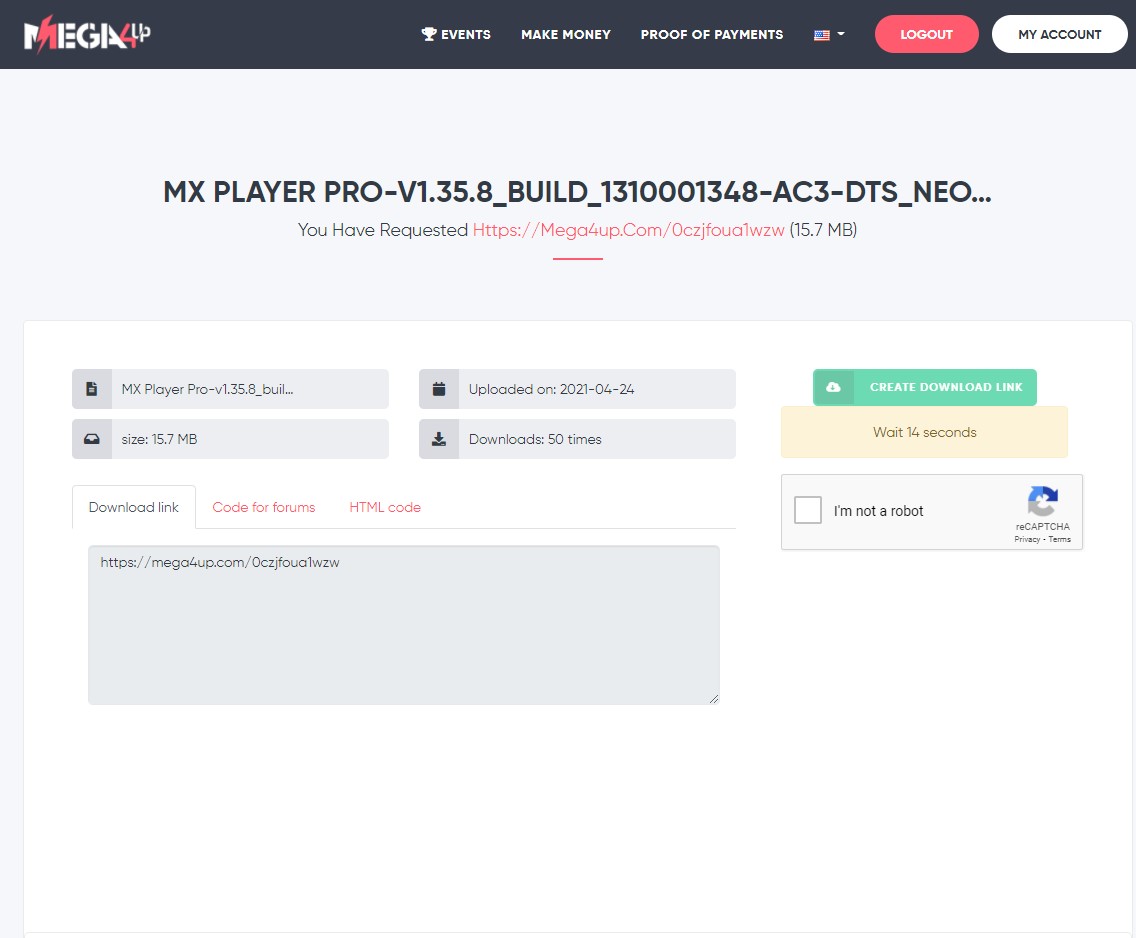 MEGA4UP
EVENTS MAKE MONEY PROOF OF PAYMENTS LOGOUT MY ACCOUNT
MX PLAYER PRO-V1.35.8_BUILD_1310001348-AC3-DTS_NEO...
You Have Requested Https://Mega4up.Com/0czjfoua1wzw (15.7 MB)
MX Player Pro-v1.35.8_buil...
Uploaded on: 2021-04-24
CREATE DOWNLOAD LINK
size: 15.7 MB
Downloads: 50 times
Wait 14 seconds
Download link Code for forums HTML code
I'm not a robot
reCAPTCHA
Privacy - Terms
https://mega4up.com/0czjfoua1wzw